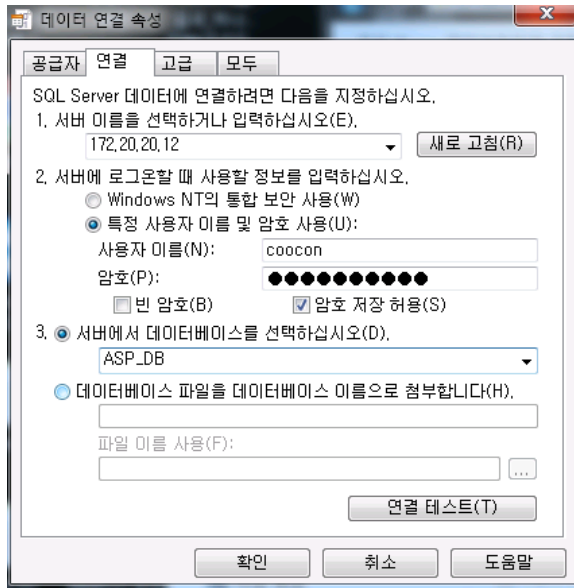 데이터 연결 속성
공급자 연결 고급 모두
SQL Server 데이터에 연결하려면 다음을 지정하십시오.
1. 서버 이름을 선택하거나 입력하십시오(E).
172.20.20.12 새로 고침(R)
2. 서버에 로그온할 때 사용할 정보를 입력하십시오.
Windows NT의 통합 보안 사용(W)
특정 사용자 이름 및 암호 사용(U):
사용자 이름(N): coocon
암호(P): ●●●●●●●●●●
빈 암호(B) 암호 저장 허용(S)
3. 서버에서 데이터베이스를 선택하십시오(D).
ASP_DB
데이터베이스 파일을 데이터베이스 이름으로 첨부합니다(H).
파일 이름 사용(F):
...
연결 테스트(T)
확인 취소 도움말